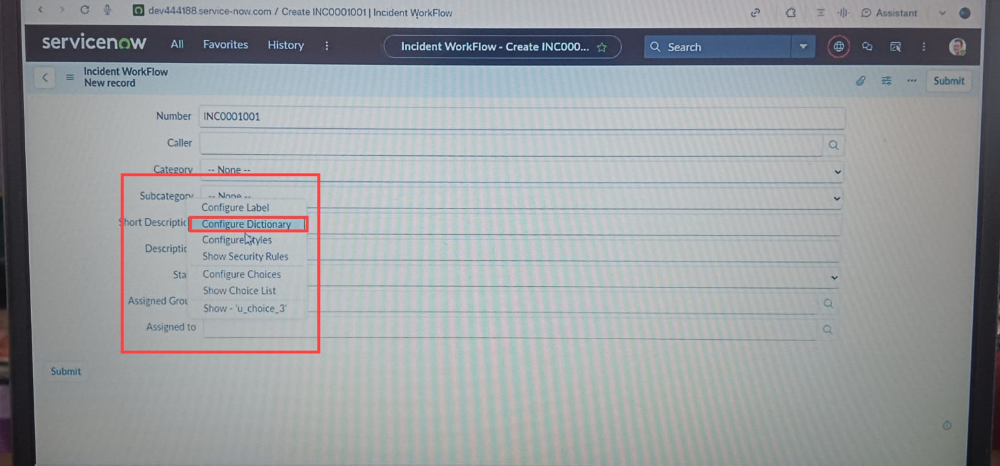 dev444188.service-now.com / Create INC0001001 | Incident WorkFlow
Assistant
servicenow
All
Favorites
History
Incident WorkFlow - Create INC000...
Search
Incident WorkFlow
New record
Submit
Number
INC0001001
Caller
Category
-- None --
Subcategory
-- None --
Configure Label
Short Descriptio
Configure Dictionary
Configure Styles
Descriptio
Show Security Rules
Sta
Configure Choices
Show Choice List
Assigned Grou
Show - 'u_choice_3'
Assigned to
Submit